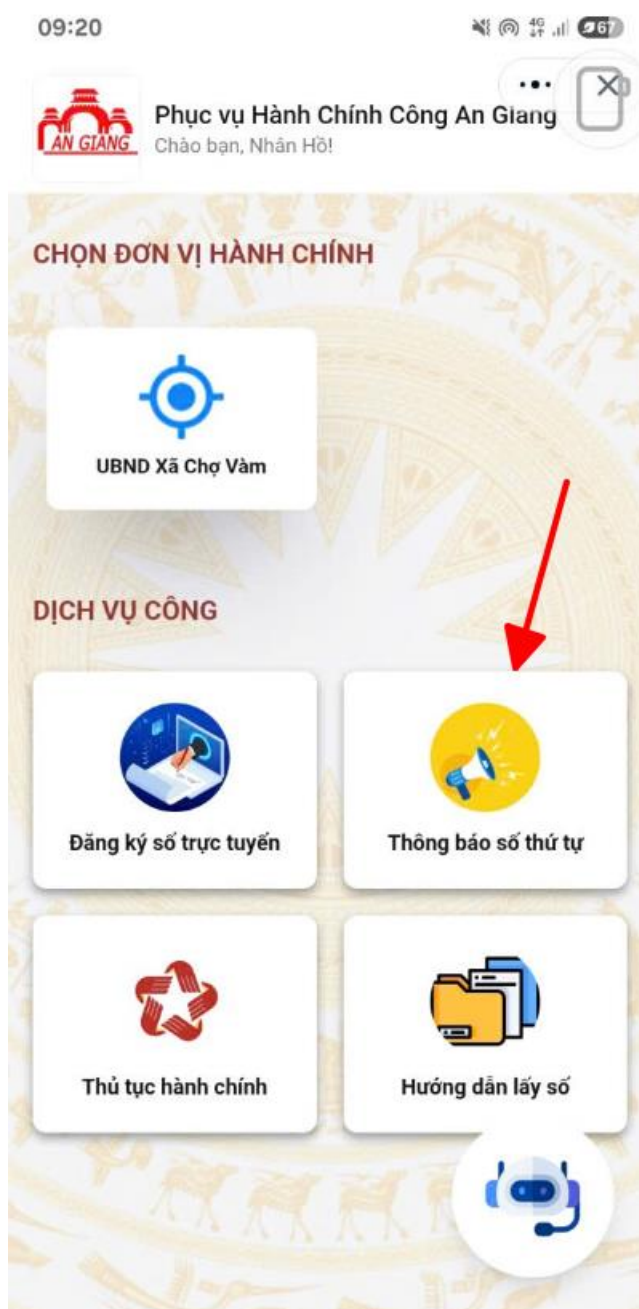 09:20
4G
67
Phục vụ Hành Chính Công An Giang
AN GIANG
Chào bạn, Nhân Hồ!
CHỌN ĐƠN VỊ HÀNH CHÍNH
UBND Xã Chợ Vàm
DỊCH VỤ CÔNG
Đăng ký số trực tuyến
Thông báo số thứ tự
Thủ tục hành chính
Hướng dẫn lấy số